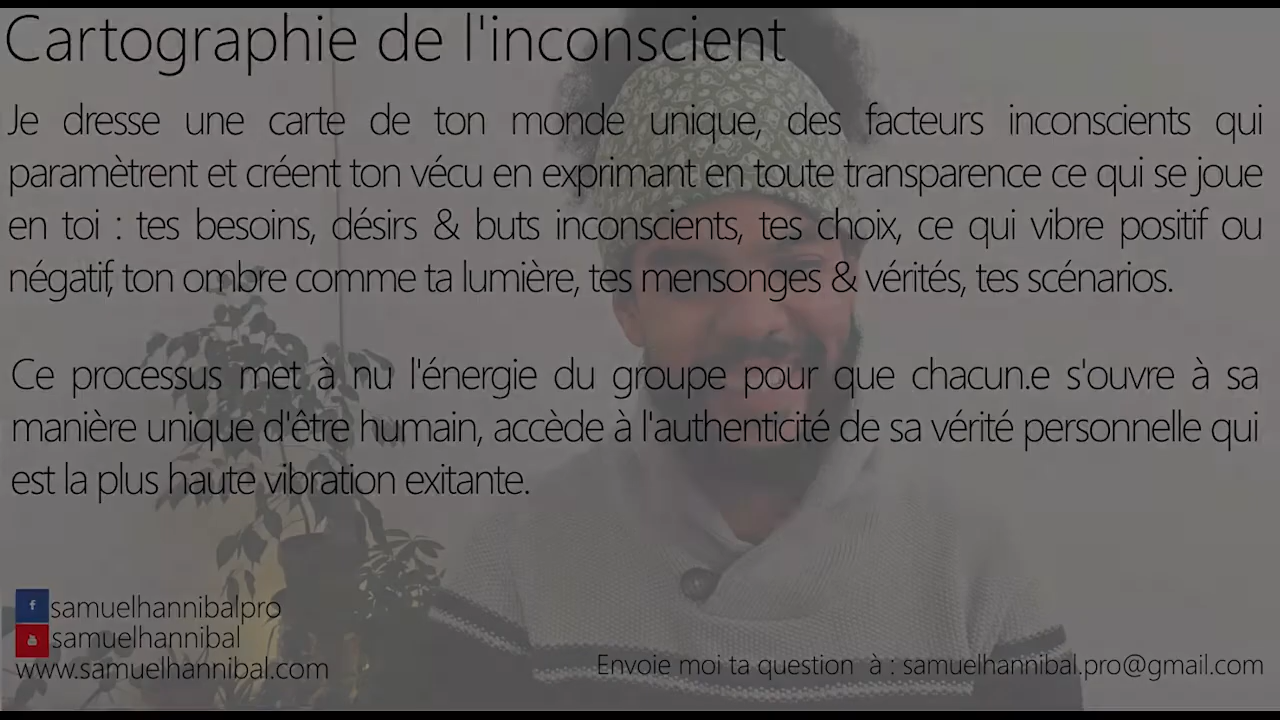 Cartographie de l'inconscient
Je dresse une carte de ton monde unique, des facteurs inconscients qui
paramètrent et créent ton vécu en exprimant en toute transparence ce qui se joue
en toi : tes besoins, désirs & buts inconscients, tes choix, ce qui vibre positif ou
négatif, ton ombre comme ta lumière, tes mensonges & vérités, tes scénarios.
Ce processus met à nu l'énergie du groupe pour que chacun.e s'ouvre à sa
manière unique d'être humain, accède à l'authenticité de sa vérité personnelle qui
est la plus haute vibration exitante.
samuelhannibalpro
samuelhannibal
www.samuelhannibal.com
Envoie moi ta question à : samuelhannibal.pro@gmail.com